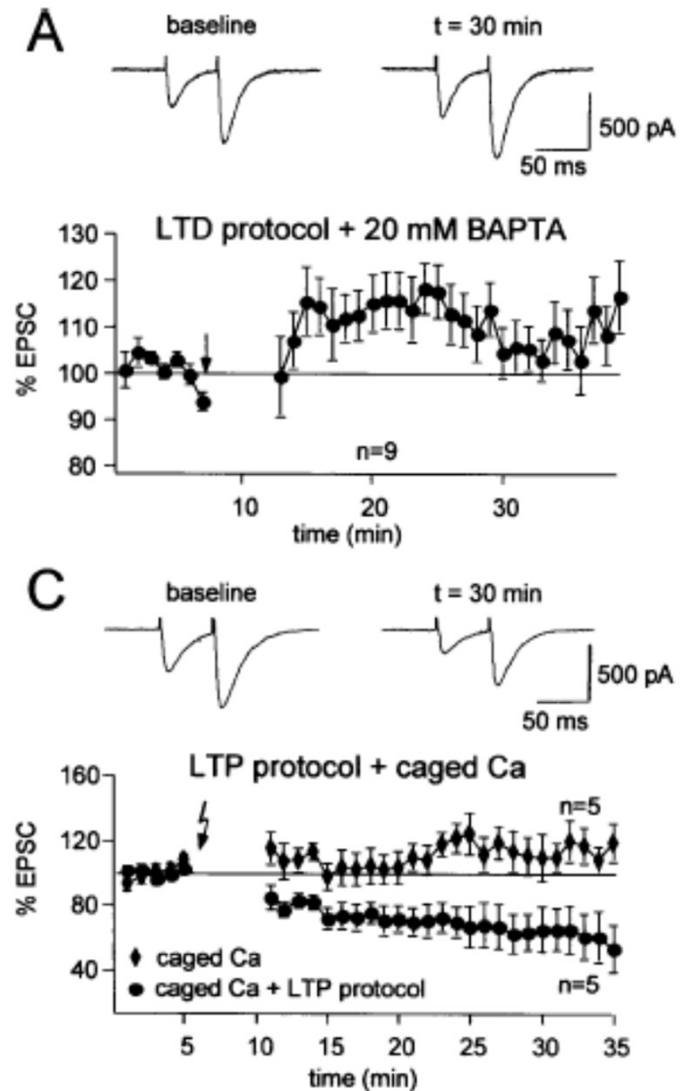 A
baseline
t = 30 min
500 pA
50 ms
LTD protocol + 20 mM BAPTA
130
120
110
100
90
80
% EPSC
n=9
10
20
30
time (min)
C
baseline
t = 30 min
500 pA
50 ms
LTP protocol + caged Ca
160
120
80
40
% EPSC
n=5
caged Ca
caged Ca + LTP protocol
n=5
5
10
15
20
25
30
35
time (min)